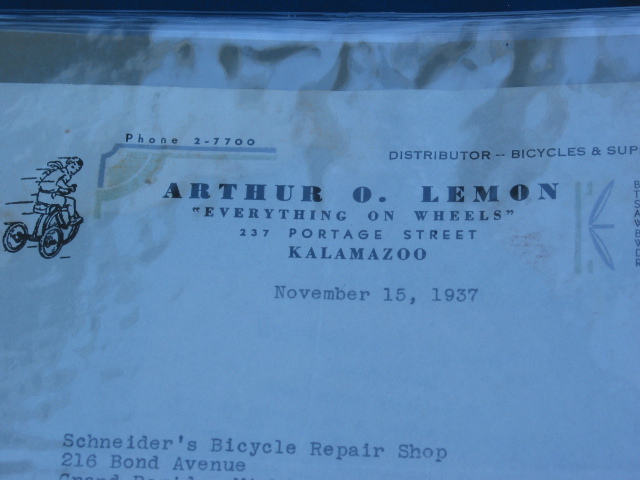 Phone 2-7700
DISTRIBUTOR -- BICYCLES & SUP
ARTHUR O. LEMON
"EVERYTHING ON WHEELS"
237 PORTAGE STREET
KALAMAZOO
November 15, 1937
Schneider's Bicycle Repair Shop
216 Bond Avenue